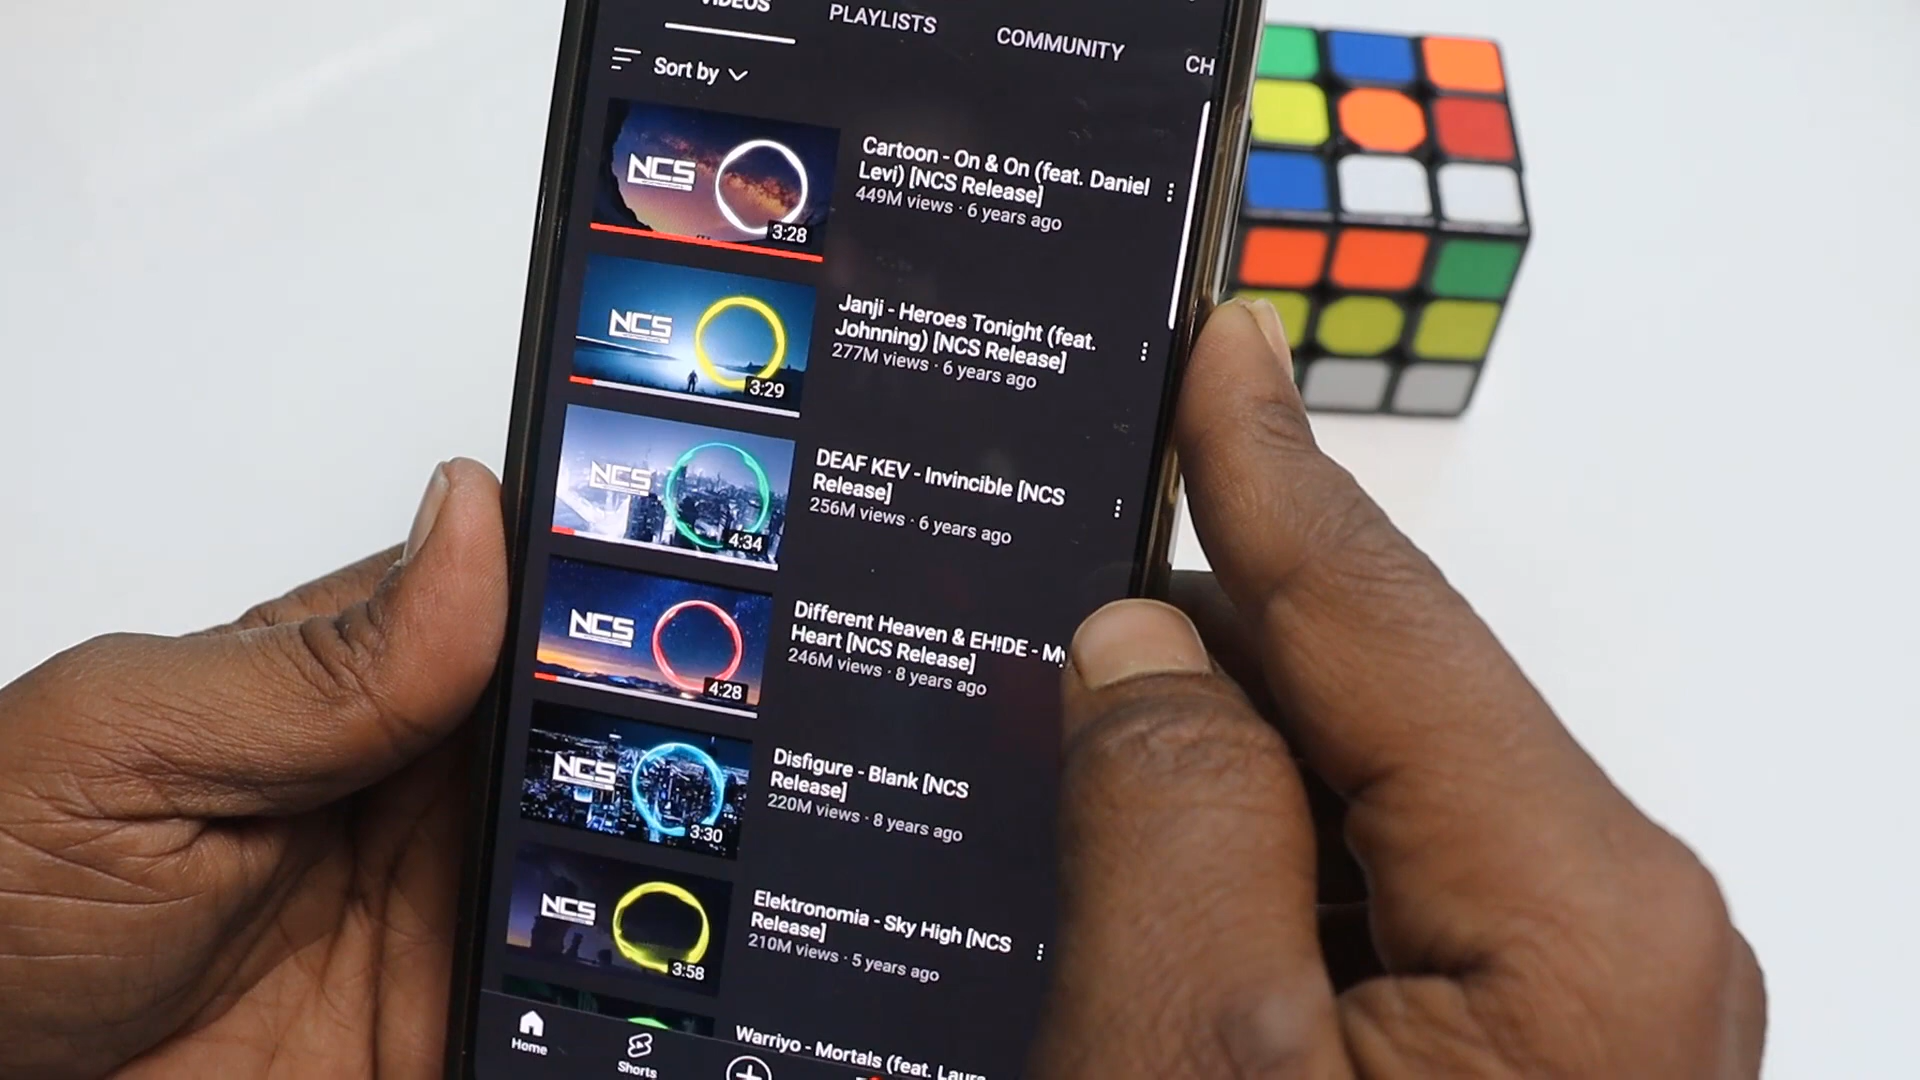 VIDEOS
PLAYLISTS
COMMUNITY
CH
Sort by
NCS
3:28
Cartoon - On & On (feat. Daniel
Levi) [NCS Release]
449M views · 6 years ago
NCS
3:29
Janji - Heroes Tonight (feat.
Johnning) [NCS Release]
277M views · 6 years ago
NCS
4:34
DEAF KEV - Invincible [NCS
Release]
256M views · 6 years ago
NCS
4:28
Different Heaven & EH!DE - My
Heart [NCS Release]
246M views · 8 years ago
NCS
3:30
Disfigure - Blank [NCS
Release]
220M views · 8 years ago
NCS
3:58
Elektronomia - Sky High [NCS
Release]
210M views · 5 years ago
Warriyo - Mortals (feat. Laura
Home
Shorts